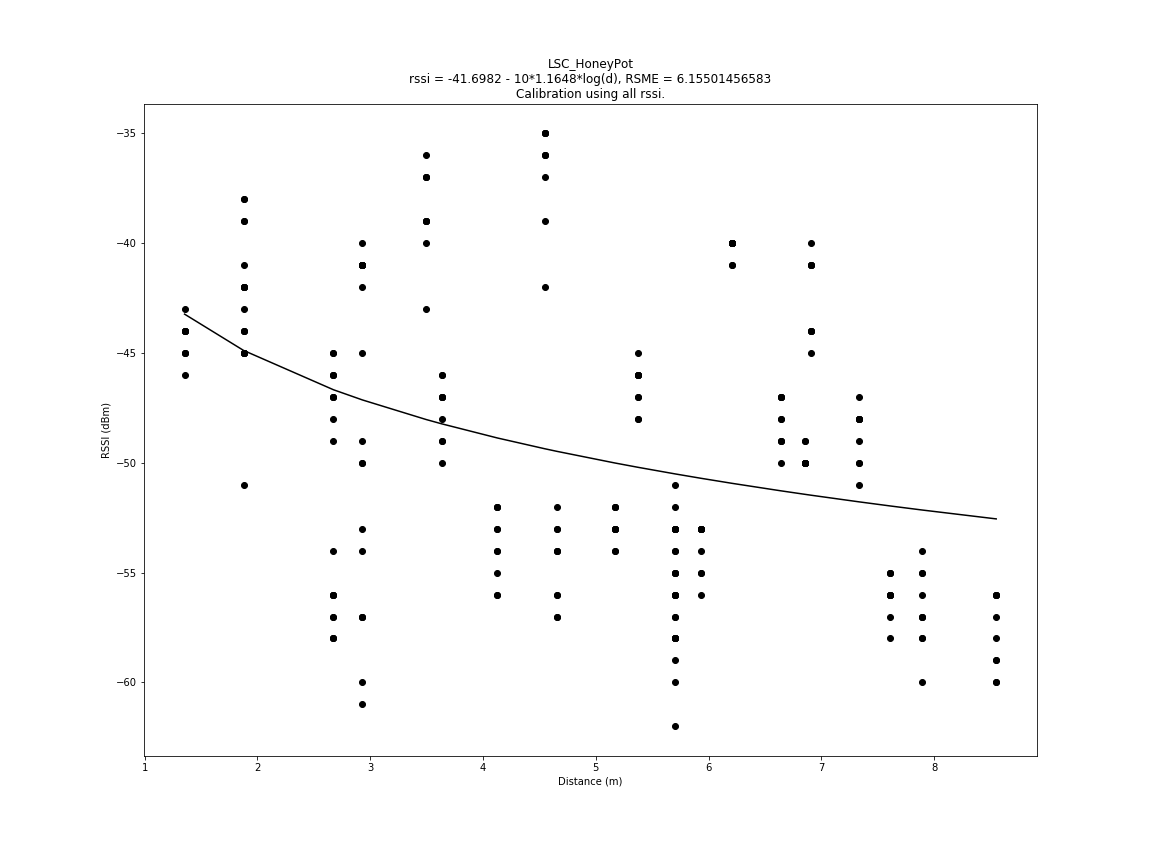 LSC_HoneyPot
rssi = -41.6982 - 10*1.1648*log(d), RSME = 6.15501456583
Calibration using all rssi.
−35
−40
−45
−50
−55
−60
RSSI (dBm)
1 2 3 4 5 6 7 8
Distance (m)